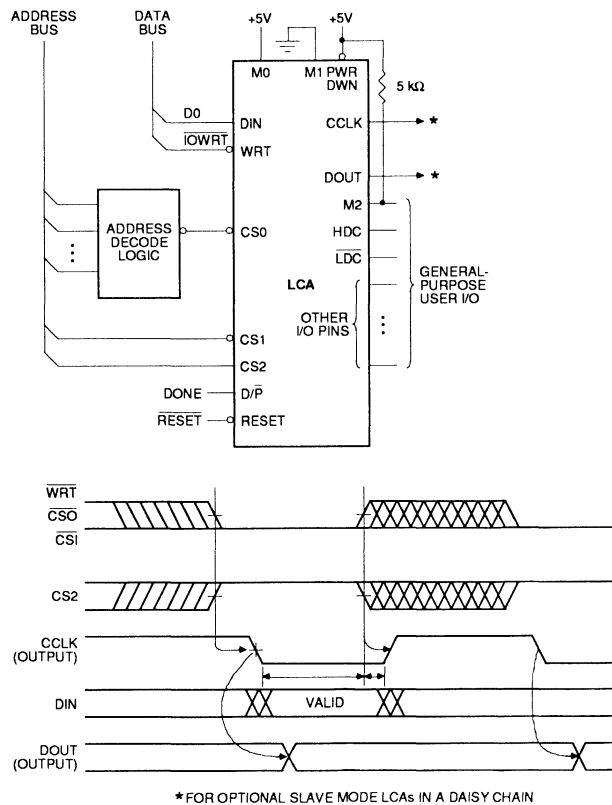 ADDRESS
BUS
DATA
BUS
+5V
+5V
M0
M1
PWR
DWN
5 kΩ
D0
DIN
CCLK
*
IOWRT
WRT
DOUT
*
M2
ADDRESS
DECODE
LOGIC
CS0
HDC
LDC
LCA
GENERAL-
PURPOSE
USER I/O
OTHER
I/O PINS
CS1
CS2
DONE
D/P
RESET
RESET
WRT
CSO
CSI
CS2
CCLK
(OUTPUT)
DIN
VALID
DOUT
(OUTPUT)
*FOR OPTIONAL SLAVE MODE LCAs IN A DAISY CHAIN